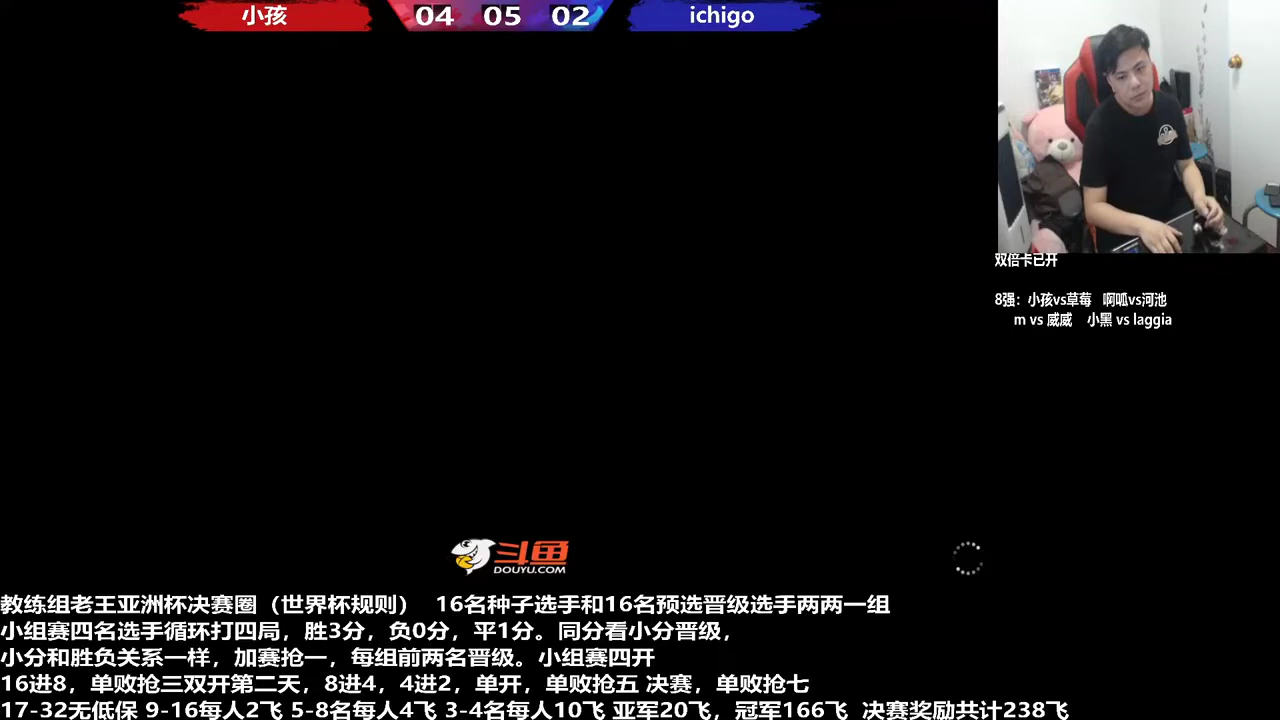 小孩 04 05 02 ichigo
双倍卡已开
8强：小孩vs草莓 啊呱vs河池
m vs 威威 小黑 vs laggia
斗鱼
DOUYU.COM
教练组老王亚洲杯决赛圈（世界杯规则） 16名种子选手和16名预选晋级选手两两一组
小组赛四名选手循环打四局，胜3分，负0分，平1分。同分看小分晋级，
小分和胜负关系一样，加赛抢一，每组前两名晋级。小组赛四开
16进8，单败抢三双开第二天，8进4，4进2，单开，单败抢五 决赛，单败抢七
17-32无低保 9-16每人2飞 5-8名每人4飞 3-4名每人10飞 亚军20飞，冠军166飞 决赛奖励共计238飞